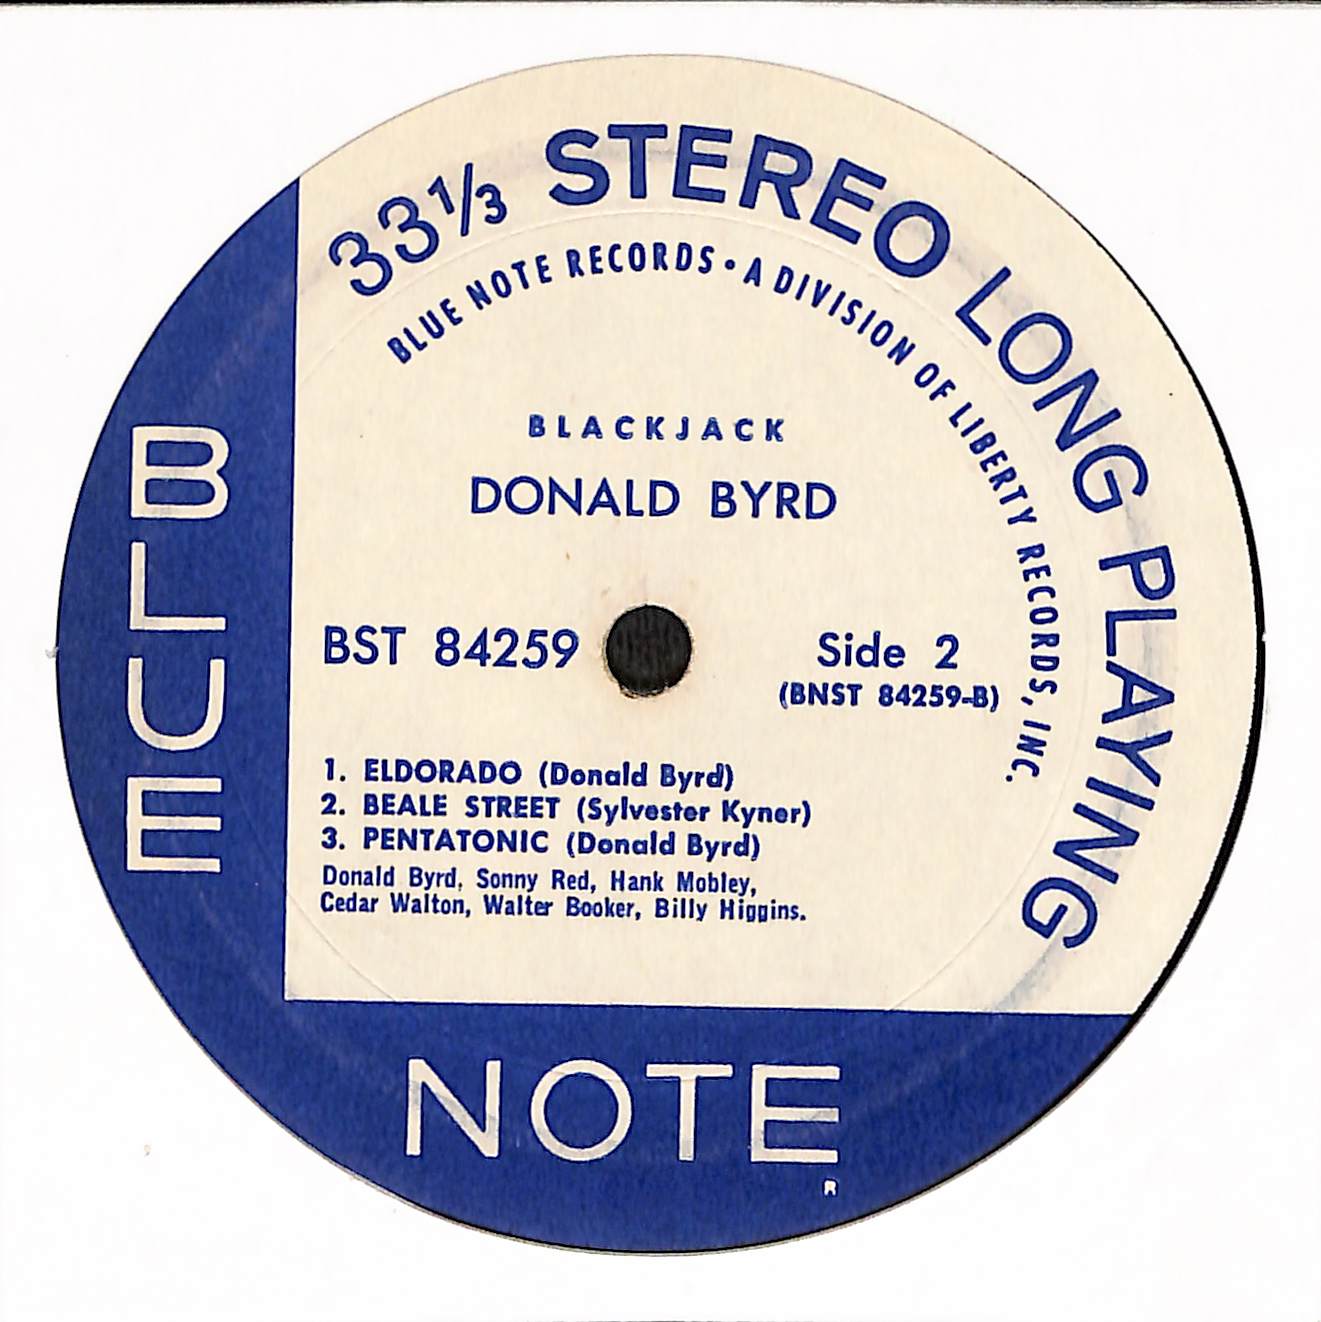 33 1/3 STEREO LONG PLAYING
BLUE NOTE RECORDS • A DIVISION OF LIBERTY RECORDS, INC.
BLACKJACK
DONALD BYRD
BST 84259
Side 2
(BNST 84259-B)
1. ELDORADO (Donald Byrd)
2. BEALE STREET (Sylvester Kyner)
3. PENTATONIC (Donald Byrd)
Donald Byrd, Sonny Red, Hank Mobley,
Cedar Walton, Walter Booker, Billy Higgins.
BLUE
NOTE
R